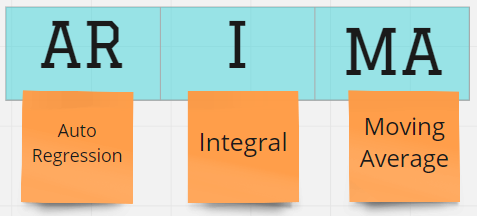 AR I MA
Auto
Regression
Integral
Moving
Average